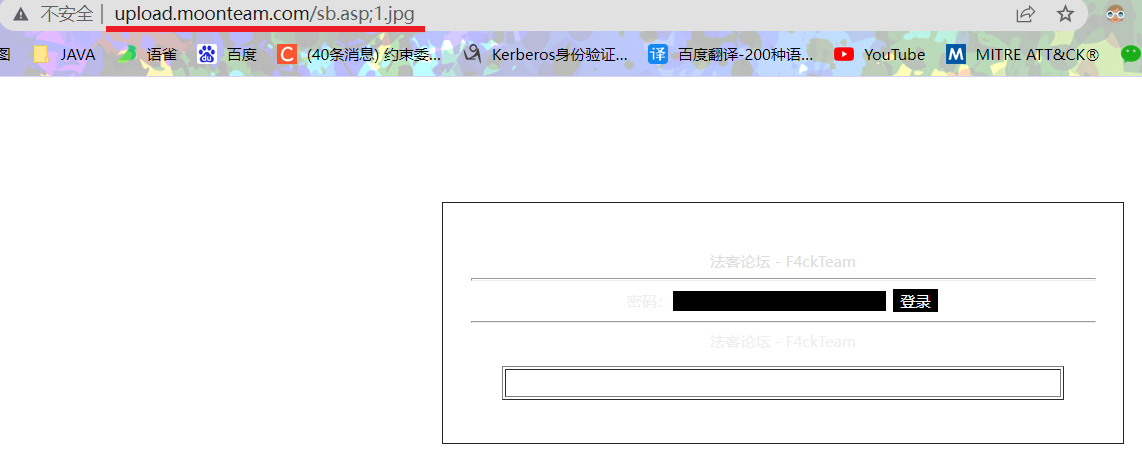 不安全 | upload.moonteam.com/sb.asp;1.jpg
图 JAVA 语雀 百度 (40条消息) 约束委... Kerberos身份验证... 译 百度翻译-200种语... YouTube MITRE ATT&CK®
法客论坛 - F4ckTeam
密码： 登录
法客论坛 - F4ckTeam